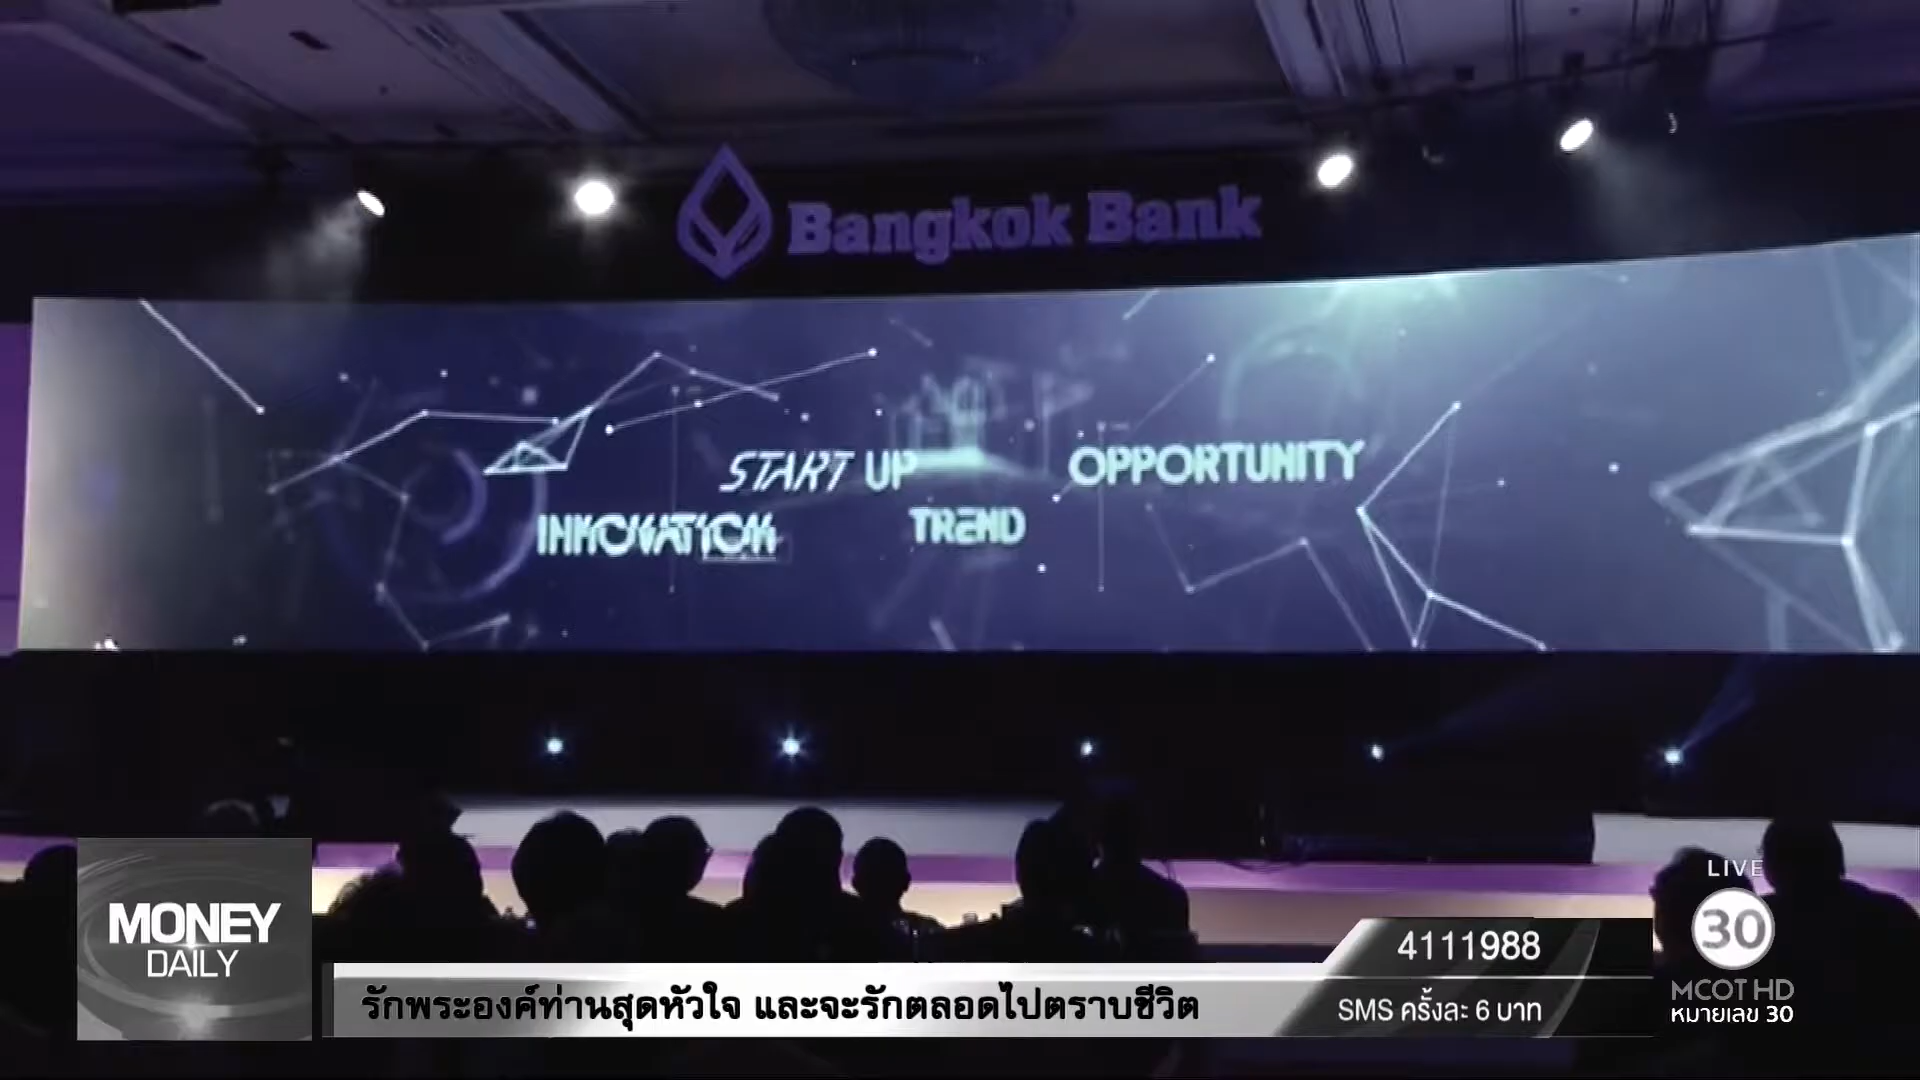 Bangkok Bank
START UP
OPPORTUNITY
INNOVATION
TREND
MONEY
DAILY
4111988
รักพระองค์ท่านสุดหัวใจ และจะรักตลอดไปตราบชีวิต
SMS ครั้งละ 6 บาท
LIVE
30
MCOT HD
หมายเลข 30